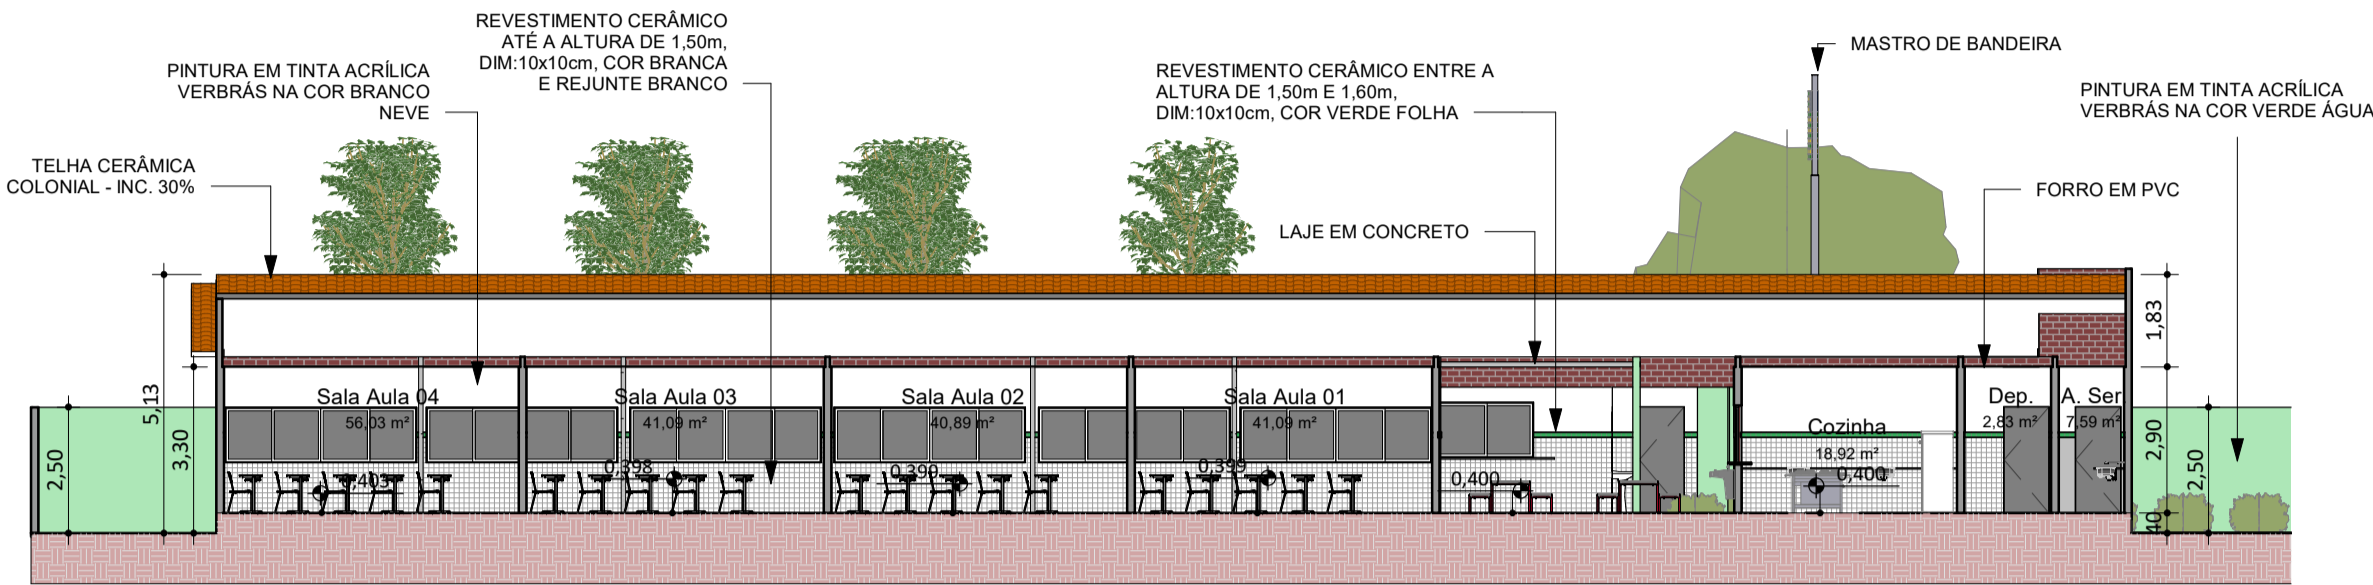 REVESTIMENTO CERÂMICO
ATÉ A ALTURA DE 1,50m,
DIM:10x10cm, COR BRANCA
E REJUNTE BRANCO
MASTRO DE BANDEIRA
PINTURA EM TINTA ACRÍLICA
VERBRÁS NA COR BRANCO
NEVE
REVESTIMENTO CERÂMICO ENTRE A
ALTURA DE 1,50m E 1,60m,
DIM:10x10cm, COR VERDE FOLHA
PINTURA EM TINTA ACRÍLICA
VERBRÁS NA COR VERDE ÁGUA
TELHA CERÂMICA
COLONIAL - INC. 30%
FORRO EM PVC
LAJE EM CONCRETO
5,13
3,30
2,50
1,83
2,90
2,50
40
Sala Aula 04
56,03 m²
0,403
Sala Aula 03
41,09 m²
0,398
Sala Aula 02
40,89 m²
0,399
Sala Aula 01
41,09 m²
0,399
0,400
Cozinha
18,92 m²
0,400
Dep.
2,83 m²
A. Ser
7,59 m²